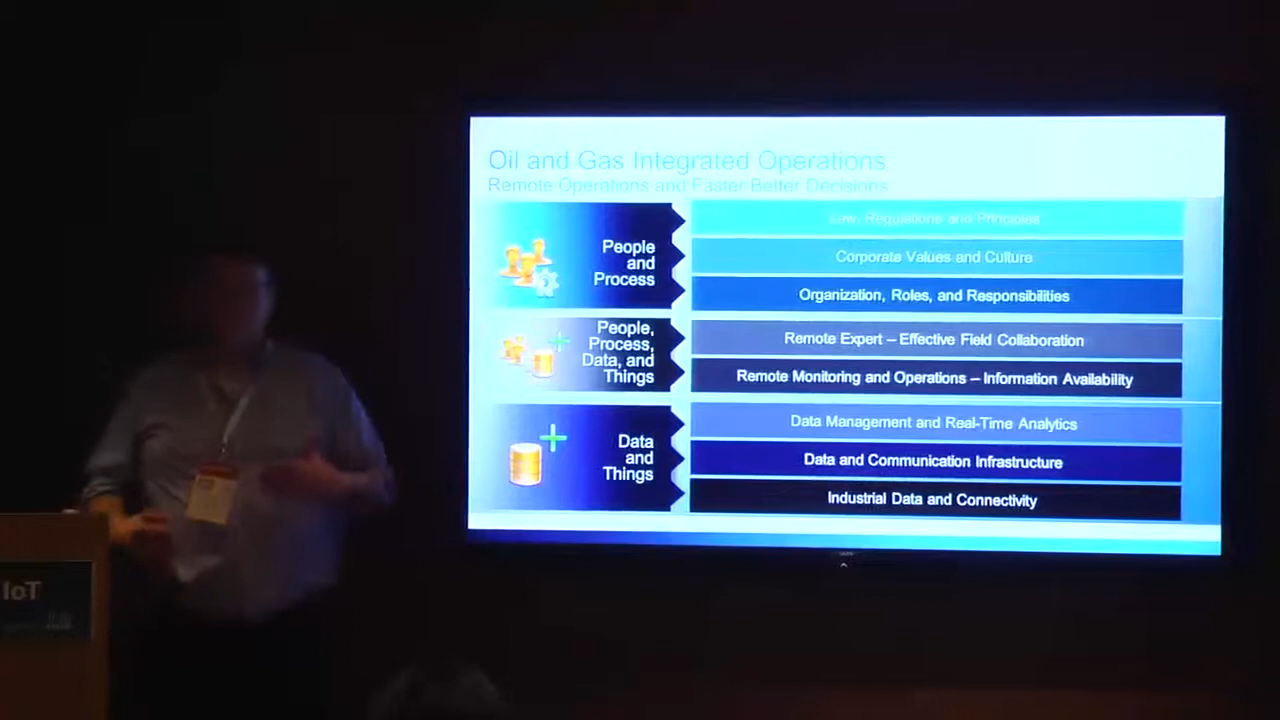 Oil and Gas Integrated Operations
Remote Operations and Faster Better Decisions
People
and
Process
Law, Regulations and Principles
Corporate Values and Culture
Organization, Roles, and Responsibilities
People,
Process,
Data, and
Things
Remote Expert – Effective Field Collaboration
Remote Monitoring and Operations – Information Availability
Data
and
Things
Data Management and Real-Time Analytics
Data and Communication Infrastructure
Industrial Data and Connectivity
IoT